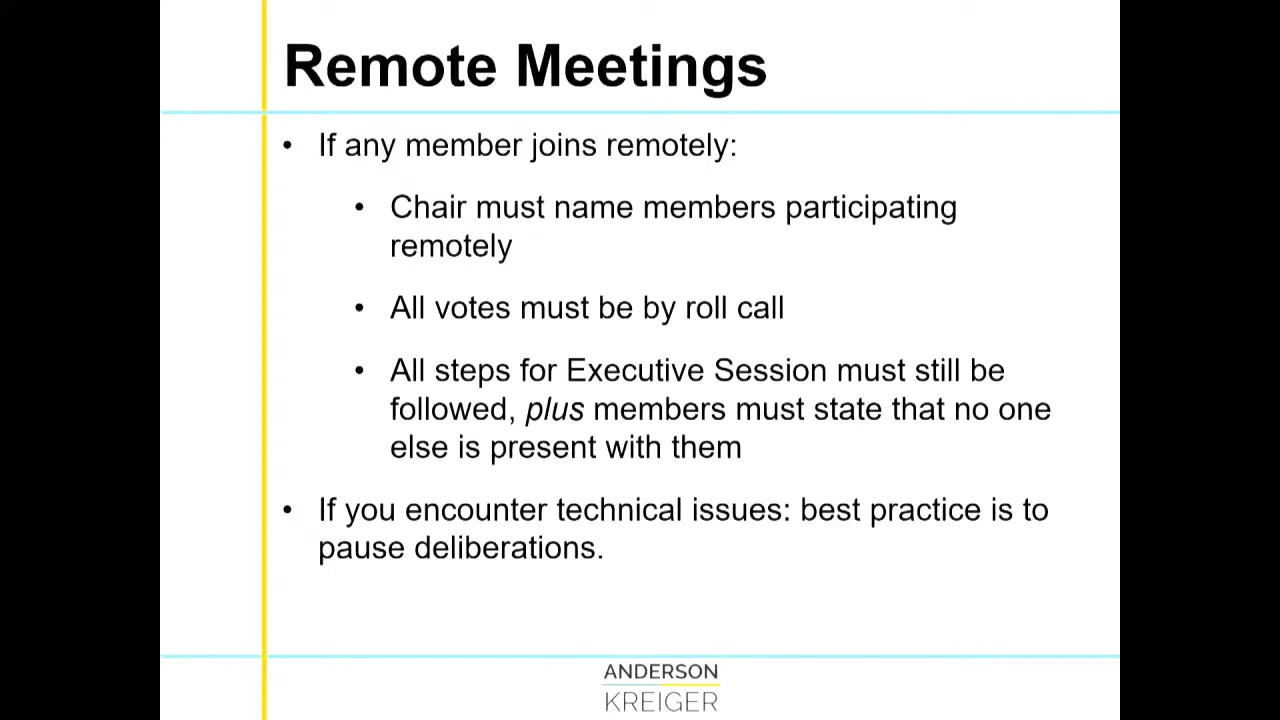 Remote Meetings
• If any member joins remotely:
• Chair must name members participating
remotely
• All votes must be by roll call
• All steps for Executive Session must still be
followed, plus members must state that no one
else is present with them
• If you encounter technical issues: best practice is to
pause deliberations.
ANDERSON
KREIGER